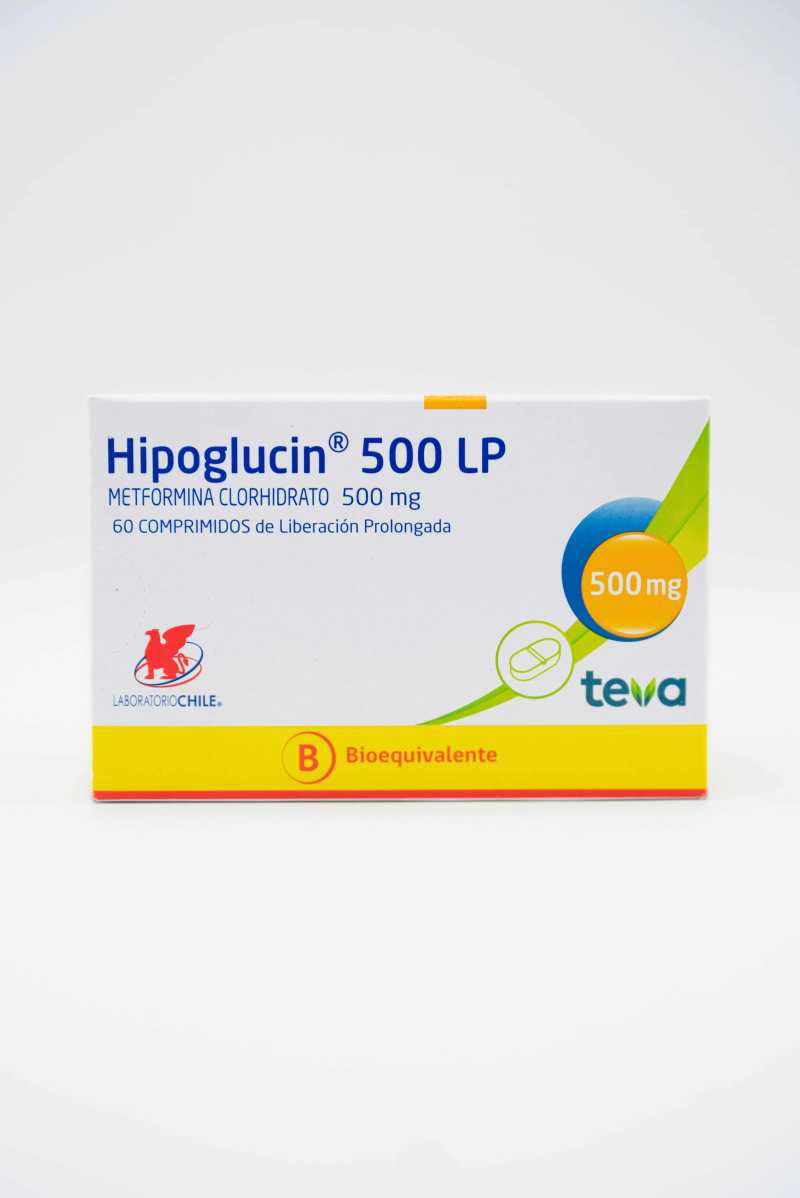 Hipoglucin® 500 LP
METFORMINA CLORHIDRATO 500 mg
60 COMPRIMIDOS de Liberación Prolongada
500 mg
LABORATORIOCHILE®
teva
B Bioequivalente